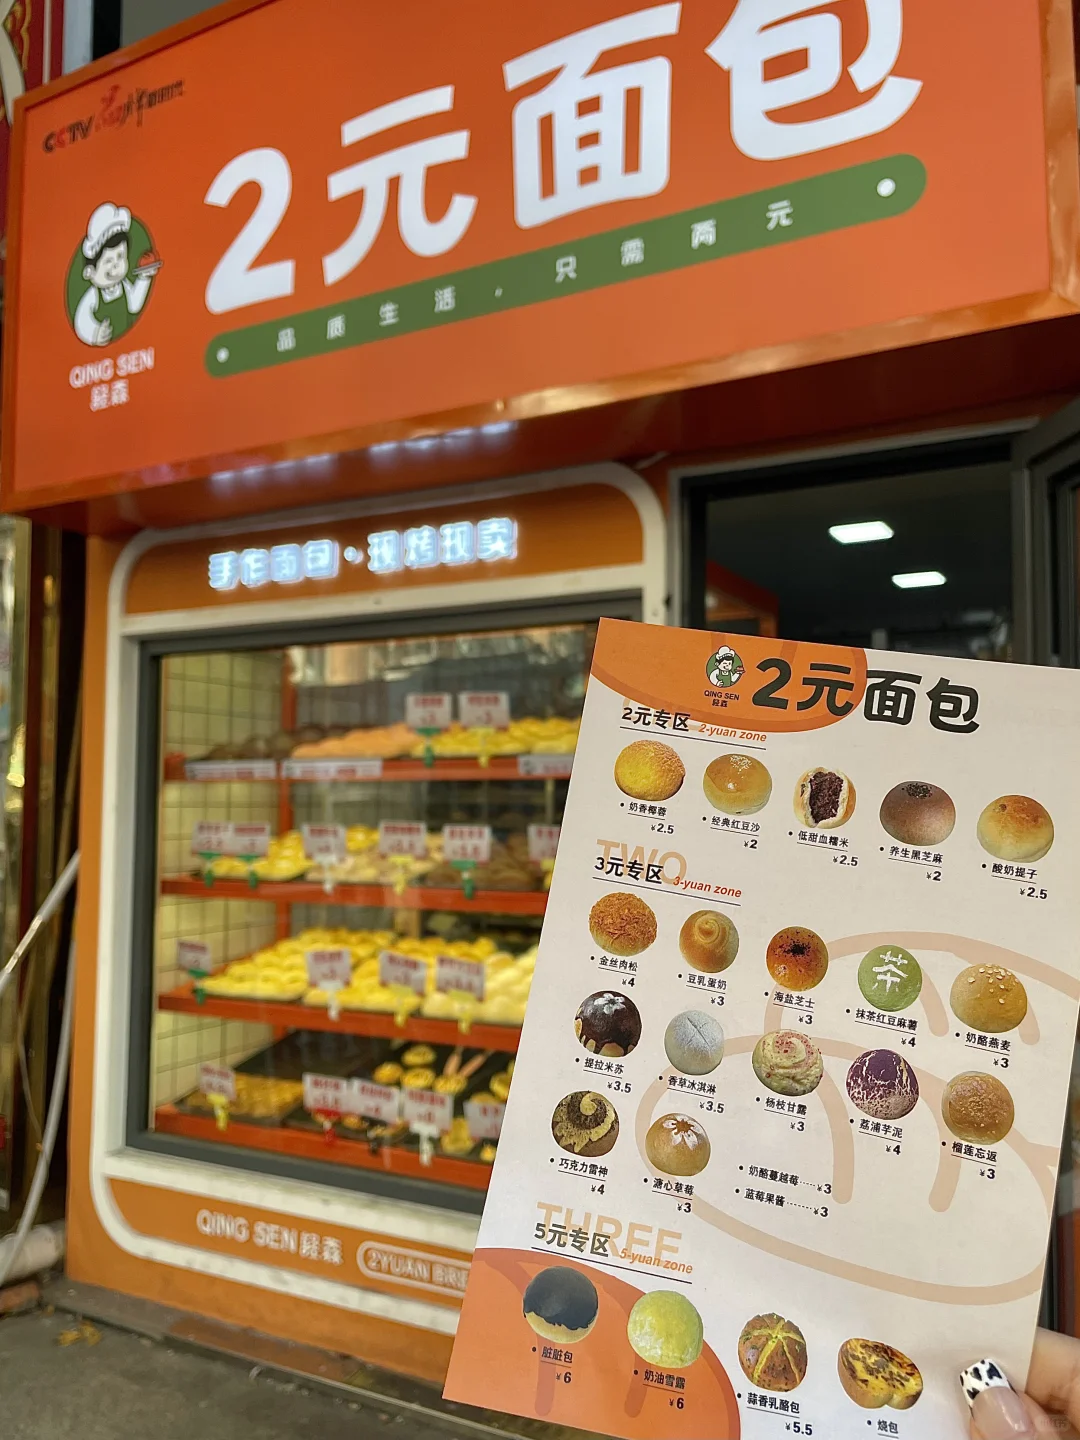 CCTV
2元面包
品质生活，只需两元
QING SEN
手作面包·现烤现卖
QING SEN
2元面包
2元专区 2-yuan zone
奶香椰蓉
¥2.5
经典红豆沙
¥2
低甜血糯米
¥2.5
养生黑芝麻
¥2
酸奶提子
¥2.5
TWO
3元专区 3-yuan zone
金丝肉松
¥4
豆乳蛋奶
¥3
海盐芝士
¥3
茶
抹茶红豆麻薯
¥4
奶酪燕麦
¥3
提拉米苏
¥3.5
香草冰淇淋
¥3.5
杨枝甘露
¥3
荔浦芋泥
¥4
榴莲忘返
¥3
巧克力雷神
¥4
溏心草莓
¥3
奶酪蔓越莓------¥3
蓝莓果酱------¥3
THREE
5元专区 5-yuan zone
脏脏包
¥6
奶油雪露
¥6
蒜香乳酪包
¥5.5
烧包
QING SEN
2YUAN BRE